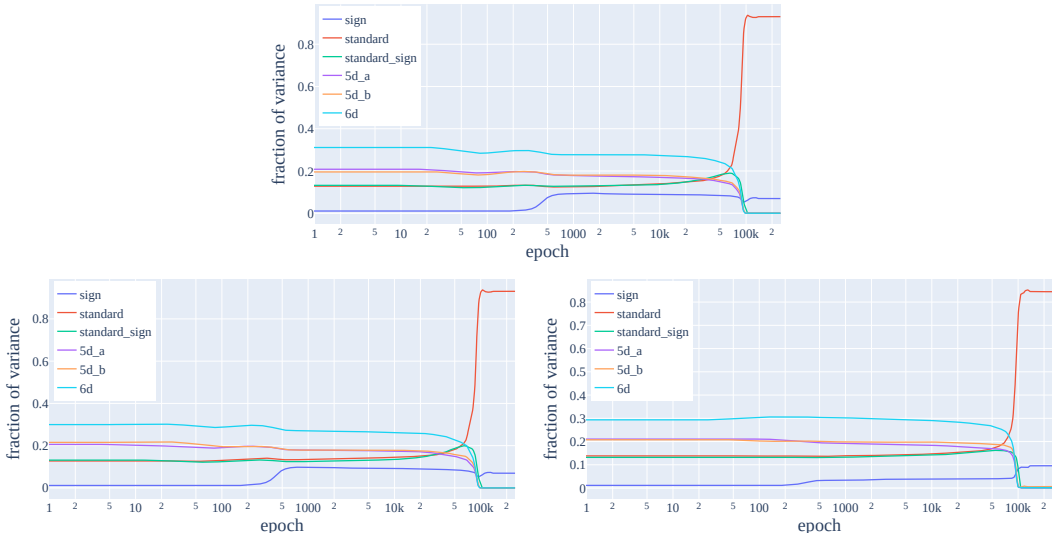 sign
standard
standard_sign
5d_a
5d_b
6d
fraction of variance
0.8
0.6
0.4
0.2
0
1 2 5 10 2 5 100 2 5 1000 2 5 10k 2 5 100k 2
epoch
sign
standard
standard_sign
5d_a
5d_b
6d
fraction of variance
0.8
0.6
0.4
0.2
0
1 2 5 10 2 5 100 2 5 1000 2 5 10k 2 5 100k 2
epoch
sign
standard
standard_sign
5d_a
5d_b
6d
fraction of variance
0.8
0.7
0.6
0.5
0.4
0.3
0.2
0.1
0
1 2 5 10 2 5 100 2 5 1000 2 5 10k 2 5 100k 2
epoch